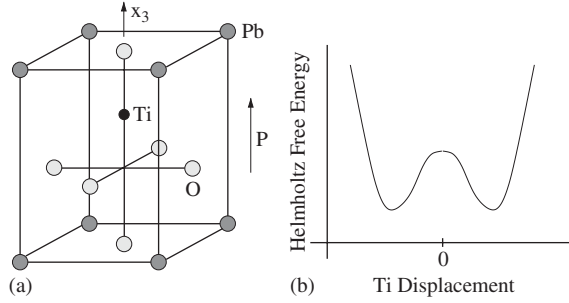 x₃
Pb
Ti
P
O
(a)
Helmholtz Free Energy
0
(b)
Ti Displacement